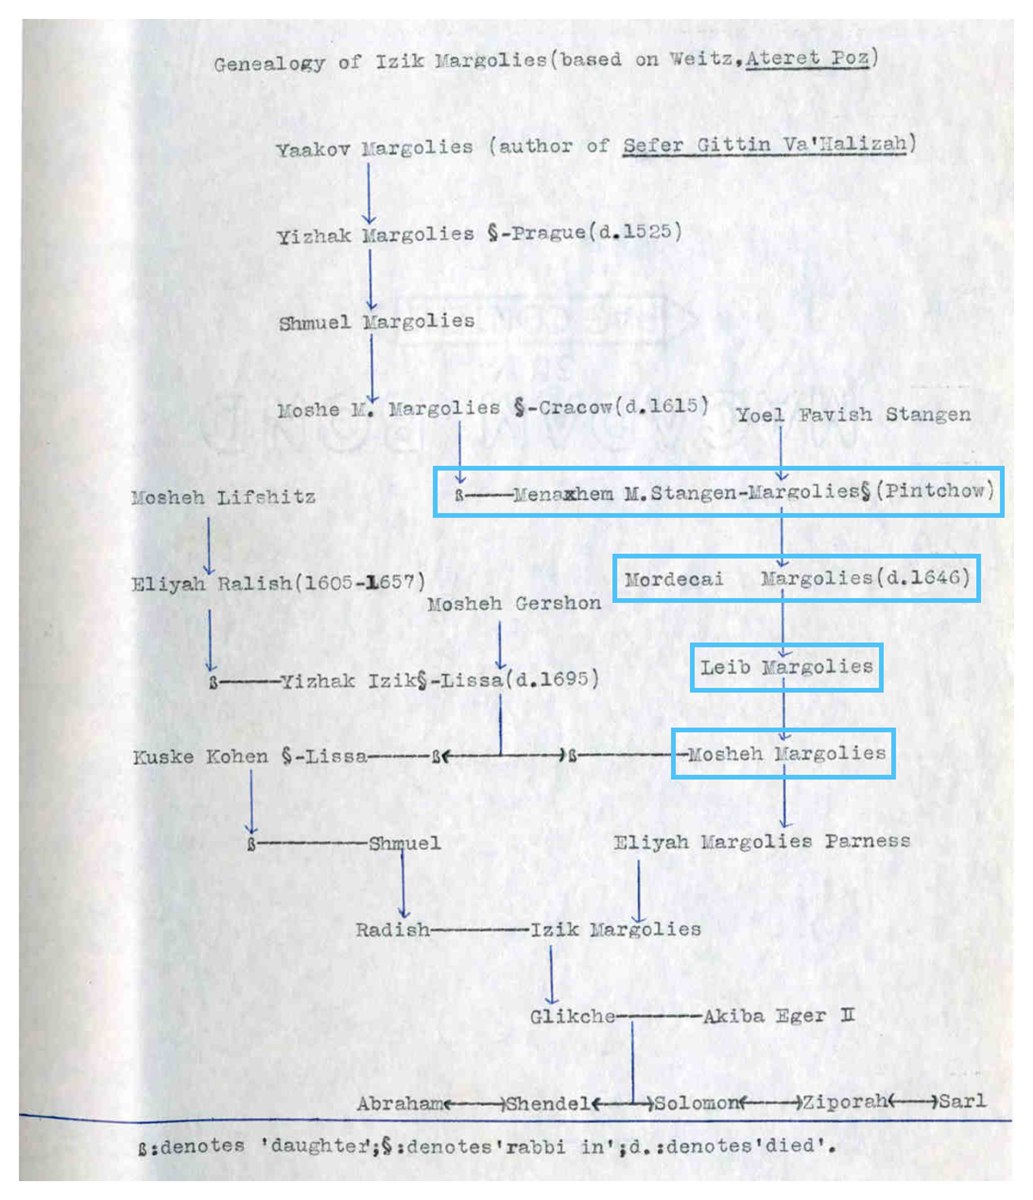 Genealogy of Izik Margolies(based on Weitz,Ateret Poz)
Yaakov Margolies (author of Sefer Gittin Va'Halizah)
Yizhak Margolies §-Prague(d.1525)
Shmuel Margolies
Moshe M. Margolies §-Cracow(d.1615) Yoel Favish Stangen
Mosheh Lifshitz ß Menaxhem M.Stangen-Margolies§(Pintchow)
Eliyah Ralish(1605-1657) Mordecai Margolies(d.1646)
Mosheh Gershon
Leib Margolies
ß Yizhak Izik§-Lissa(d.1695)
Kuske Kohen §-Lissa ß ß Mosheh Margolies
ß Shmuel Eliyah Margolies Parness
Radish Izik Margolies
Glikche Akiba Eger II
Abraham Shendel Solomon Ziporah Sarl
ß:denotes 'daughter';§:denotes'rabbi in';d.:denotes'died'.